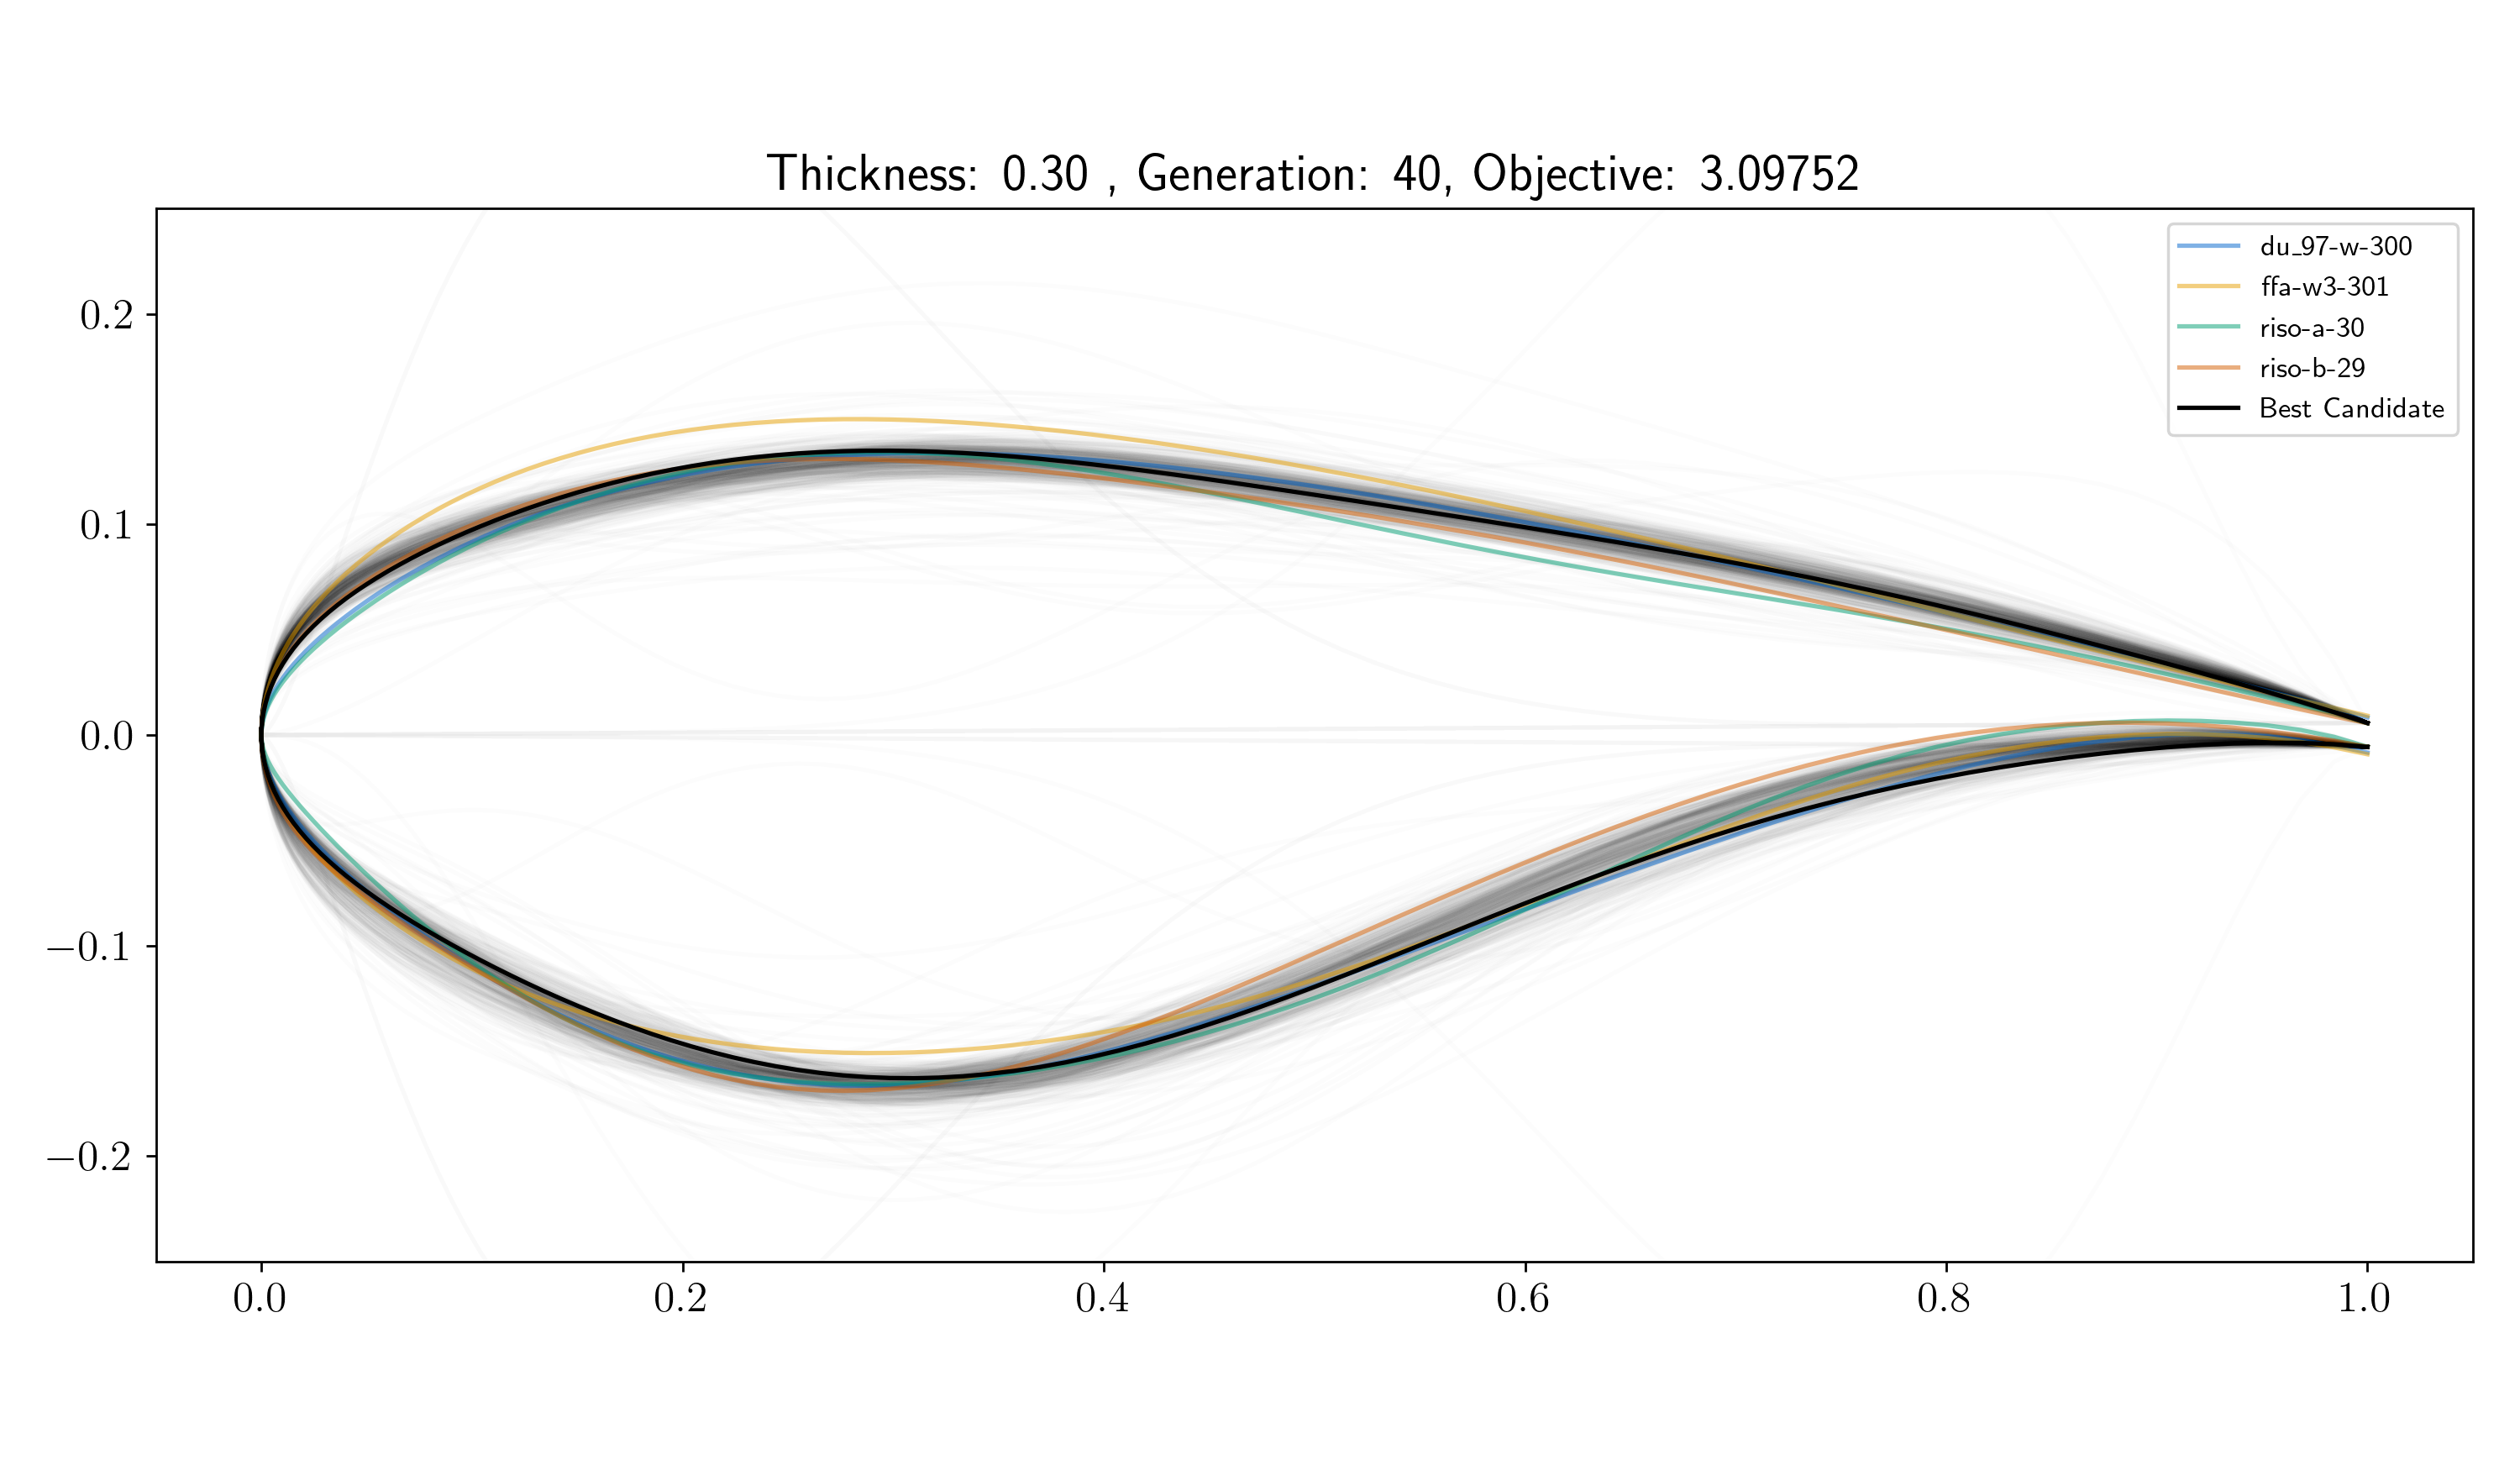 Thickness: 0.30 , Generation: 40, Objective: 3.09752
du_97-w-300
ffa-w3-301
riso-a-30
riso-b-29
Best Candidate
0.2
0.1
0.0
−0.1
−0.2
0.0 0.2 0.4 0.6 0.8 1.0